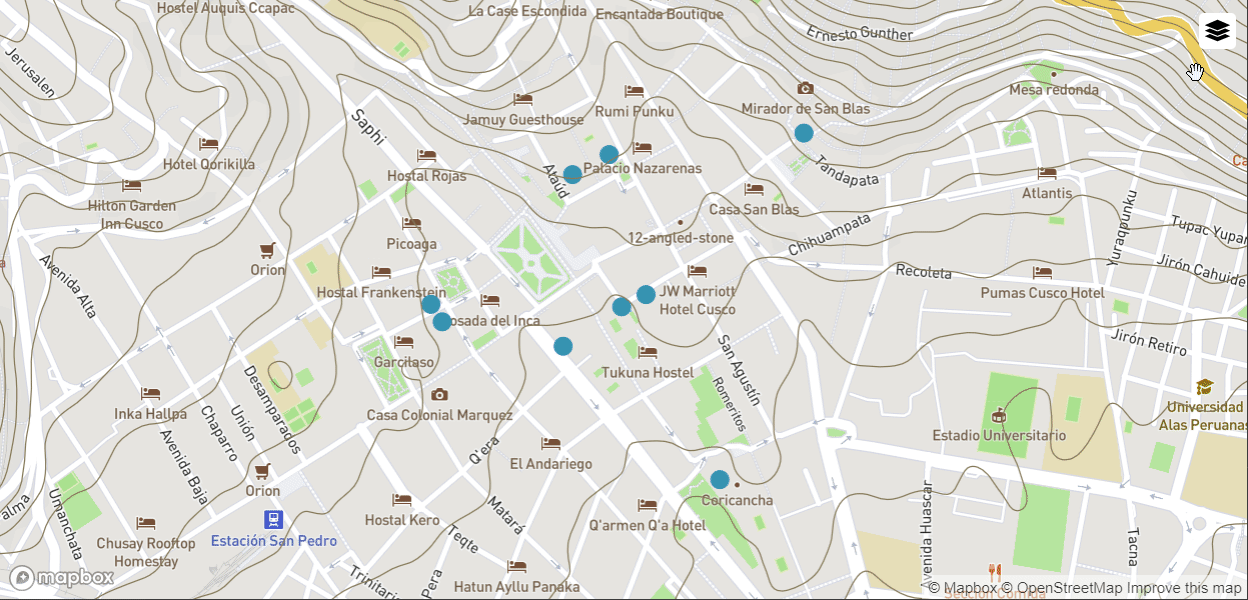 Hostel Auquis Ccapac
La Case Escondida
Encantada Boutique
Ernesto Gunther
Jerusalen
Mesa redonda
Rumi Punku
Mirador de San Blas
Jamuy Guesthouse
Saphi
Hotel Qorikilla
Hostal Rojas
Ataúd
Palacio Nazarenas
Tandapata
Ca
Atlantis
Hilton Garden
Inn Cusco
Casa San Blas
Picoaga
12-angled-stone
Chihuampata
Yuraqpunku
Tupac Yupan
Orion
Avenida Alta
Hostal Frankenstein
JW Marriott
Hotel Cusco
Recoleta
Pumas Cusco Hotel
Jirón Cahuide
a
osada del Inca
Jirón Retiro
Garcilaso
Tukuna Hostel
San Agustín
Romeritos
Desamparados
Inka Hallpa
Casa Colonial Marquez
Universidad
Alas Peruanas
Unión
Chaparro
Avenida Baja
Q'era
El Andariego
Estadio Universitario
Orion
Coricancha
alma
Umanchata
Hostal Kero
Matará
Q'armen Q'a Hotel
Avenida Huascar
Estación San Pedro
Teqte
Tacna
Chusay Rooftop
Homestay
Trinitari
Pera
Hatun Ayllu Panaka
Sección Comida
mapbox
© Mapbox © OpenStreetMap Improve this map